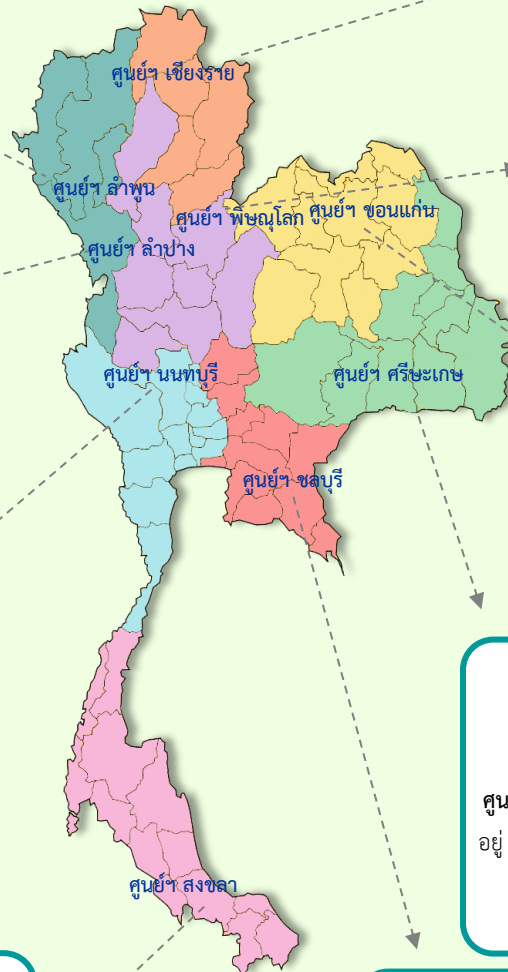 ศูนย์ฯ เชียงราย
ศูนย์ฯ ลำพูน
ศูนย์ฯ พิษณุโลก
ศูนย์ฯ ขอนแก่น
ศูนย์ฯ ลำปาง
ศูนย์ฯ นนทบุรี
ศูนย์ฯ ศรีษะเกษ
ศูนย์ฯ ชลบุรี
ศูน
อยู่
ศูนย์ฯ สงขลา